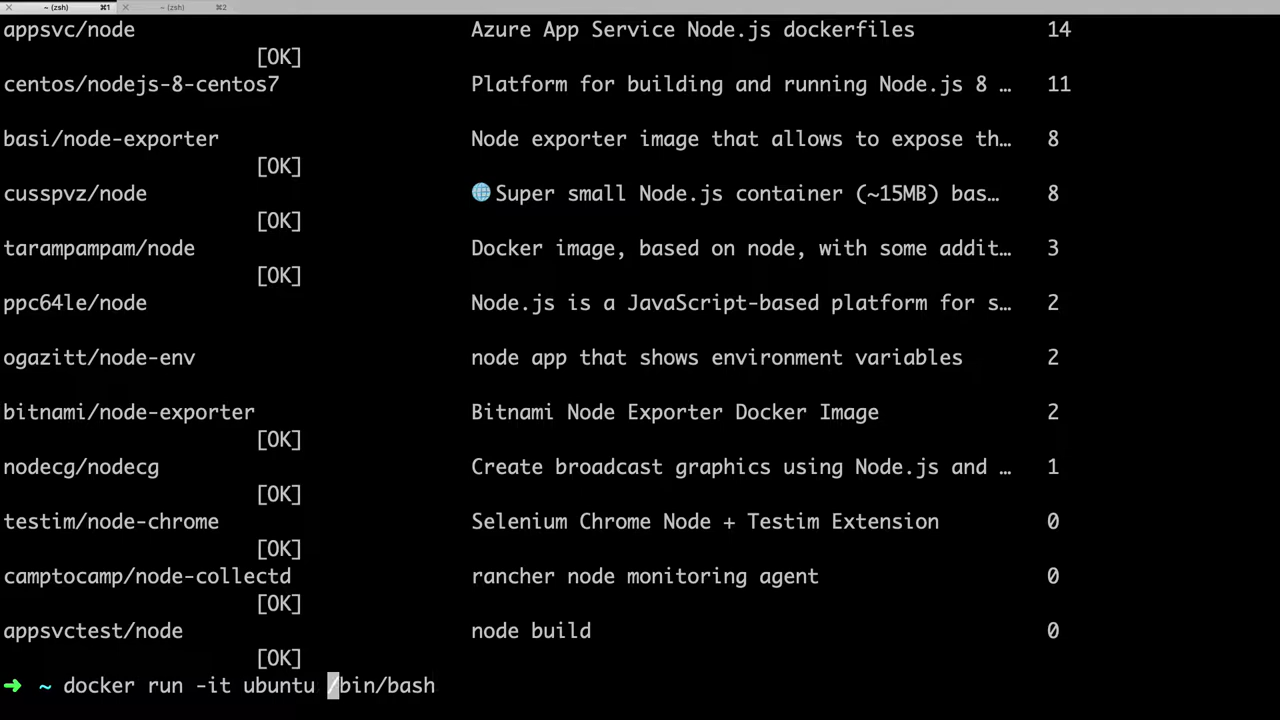 ~ (zsh) ⌘1 ~ (zsh) ⌘2
appsvc/node Azure App Service Node.js dockerfiles 14
[OK]
centos/nodejs-8-centos7 Platform for building and running Node.js 8 … 11
basi/node-exporter Node exporter image that allows to expose th… 8
[OK]
cusspvz/node 🌐Super small Node.js container (~15MB) bas… 8
[OK]
tarampampam/node Docker image, based on node, with some addit… 3
[OK]
ppc64le/node Node.js is a JavaScript-based platform for s… 2
ogazitt/node-env node app that shows environment variables 2
bitnami/node-exporter Bitnami Node Exporter Docker Image 2
[OK]
nodecg/nodecg Create broadcast graphics using Node.js and … 1
[OK]
testim/node-chrome Selenium Chrome Node + Testim Extension 0
[OK]
camptocamp/node-collectd rancher node monitoring agent 0
[OK]
appsvctest/node node build 0
[OK]
➜ ~ docker run -it ubuntu /bin/bash